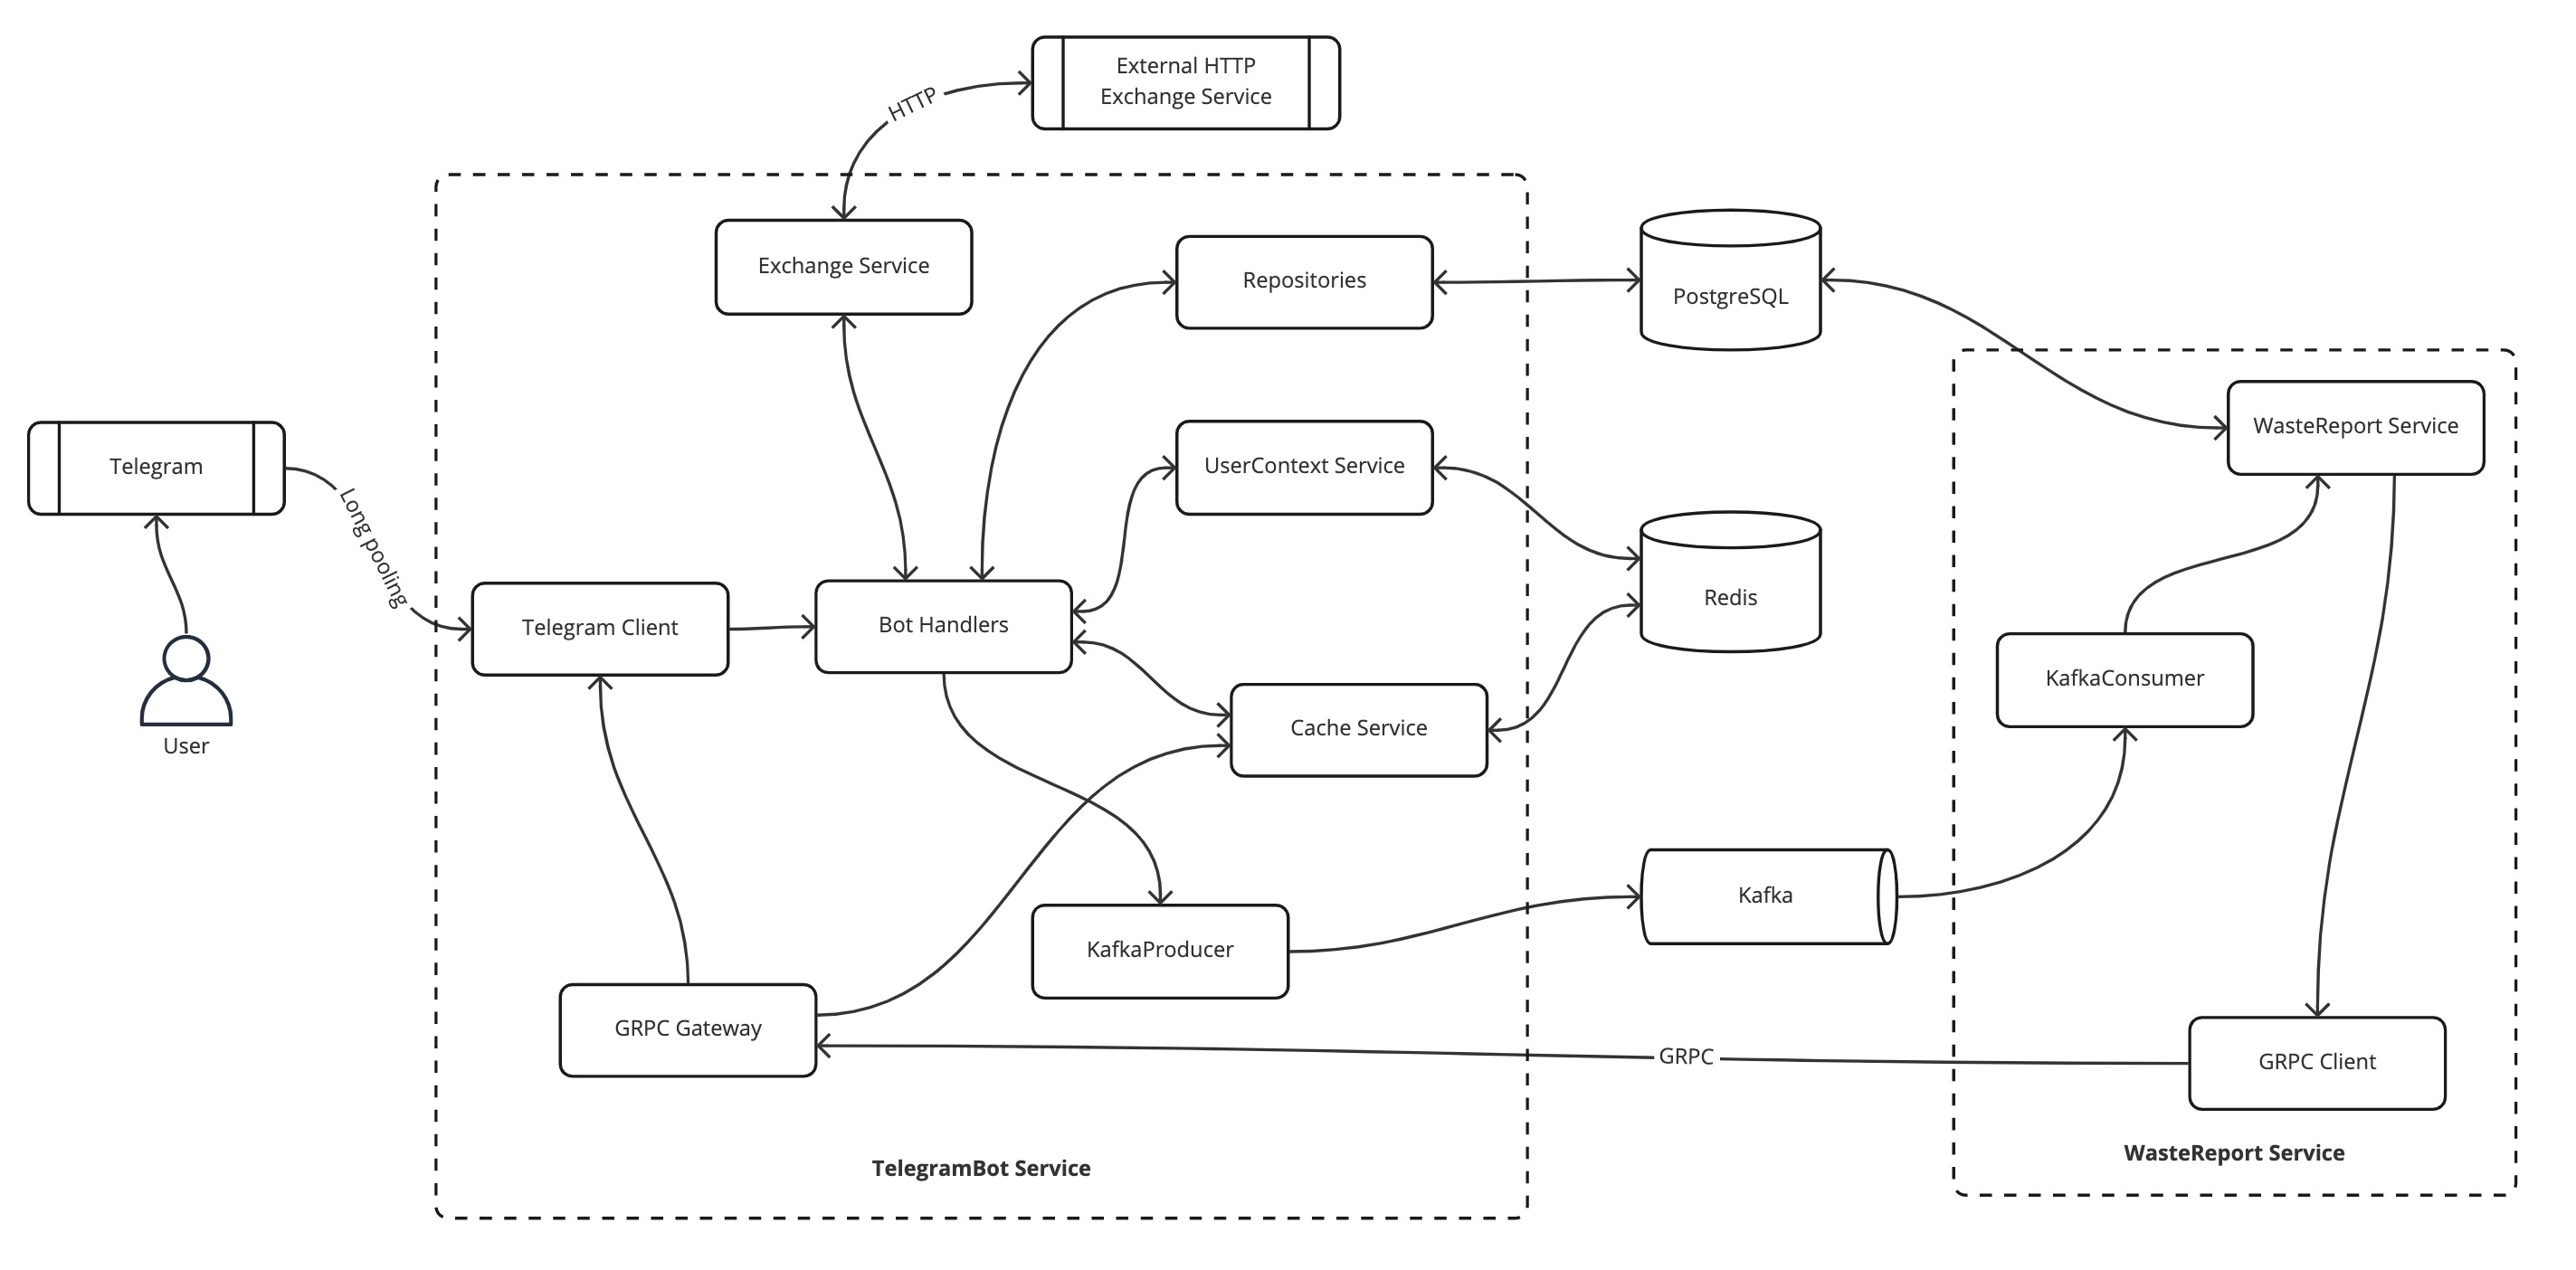 External HTTP
Exchange Service
HTTP
Exchange Service
Repositories
PostgreSQL
WasteReport Service
Telegram
UserContext Service
Long pooling
Redis
Telegram Client
Bot Handlers
KafkaConsumer
Cache Service
User
Kafka
KafkaProducer
GRPC Gateway
GRPC
GRPC Client
WasteReport Service
TelegramBot Service